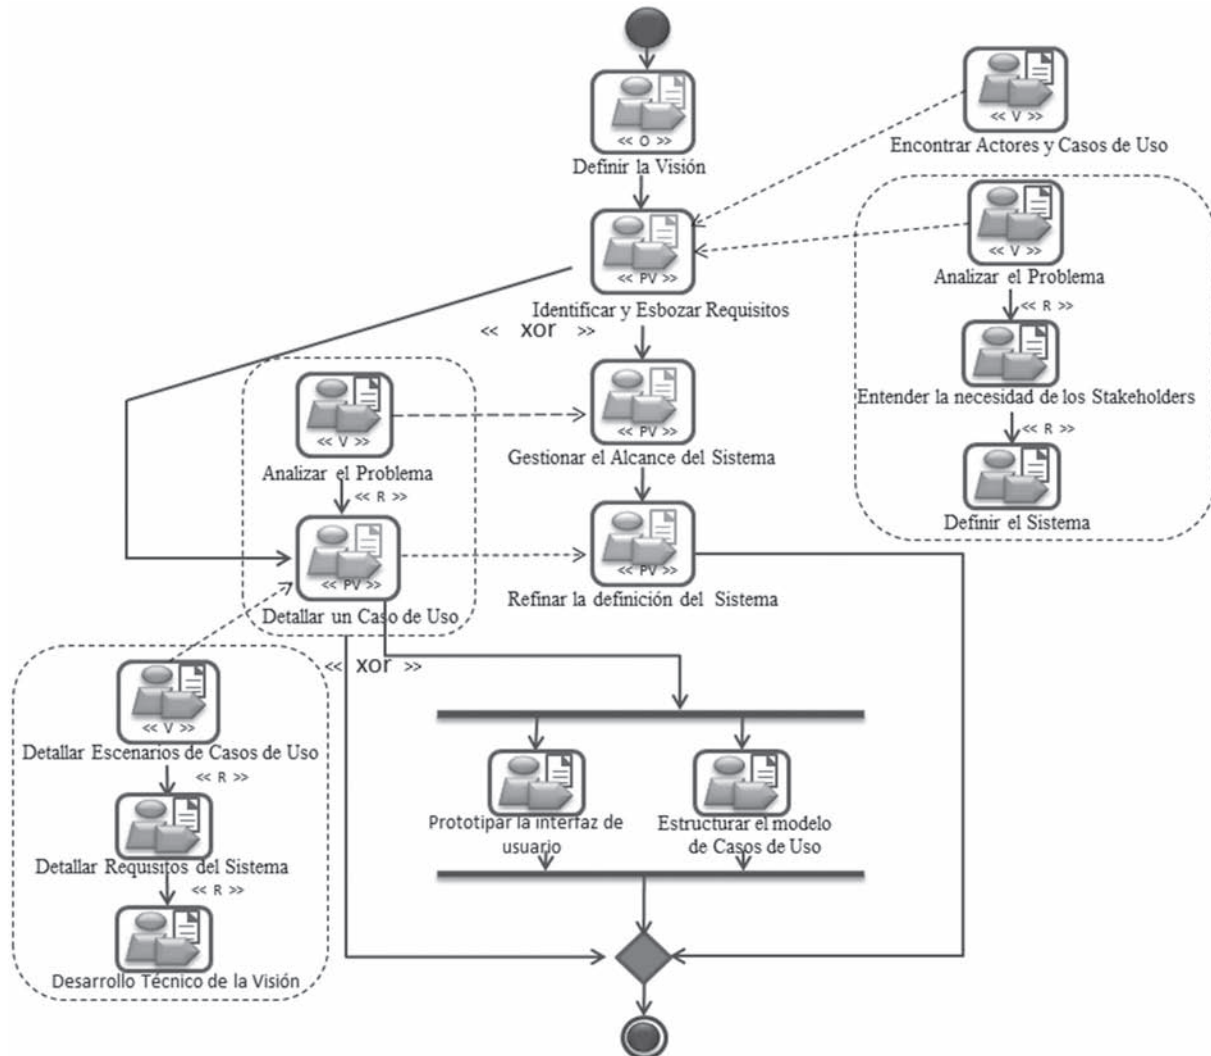 << O >>
Definir la Visión
<< V >>
Encontrar Actores y Casos de Uso
<< PV >>
Identificar y Esbozar Requisitos
<< V >>
Analizar el Problema
<< R >>
Entender la necesidad de los Stakeholders
<< R >>
Definir el Sistema
<< xor >>
<< V >>
Analizar el Problema
<< R >>
<< PV >>
Gestionar el Alcance del Sistema
<< PV >>
Detallar un Caso de Uso
<< PV >>
Refinar la definición del Sistema
<< xor >>
<< V >>
Detallar Escenarios de Casos de Uso
<< R >>
Detallar Requisitos del Sistema
<< R >>
Desarrollo Técnico de la Visión
Prototipar la interfaz de
usuario
Estructurar el modelo
de Casos de Uso